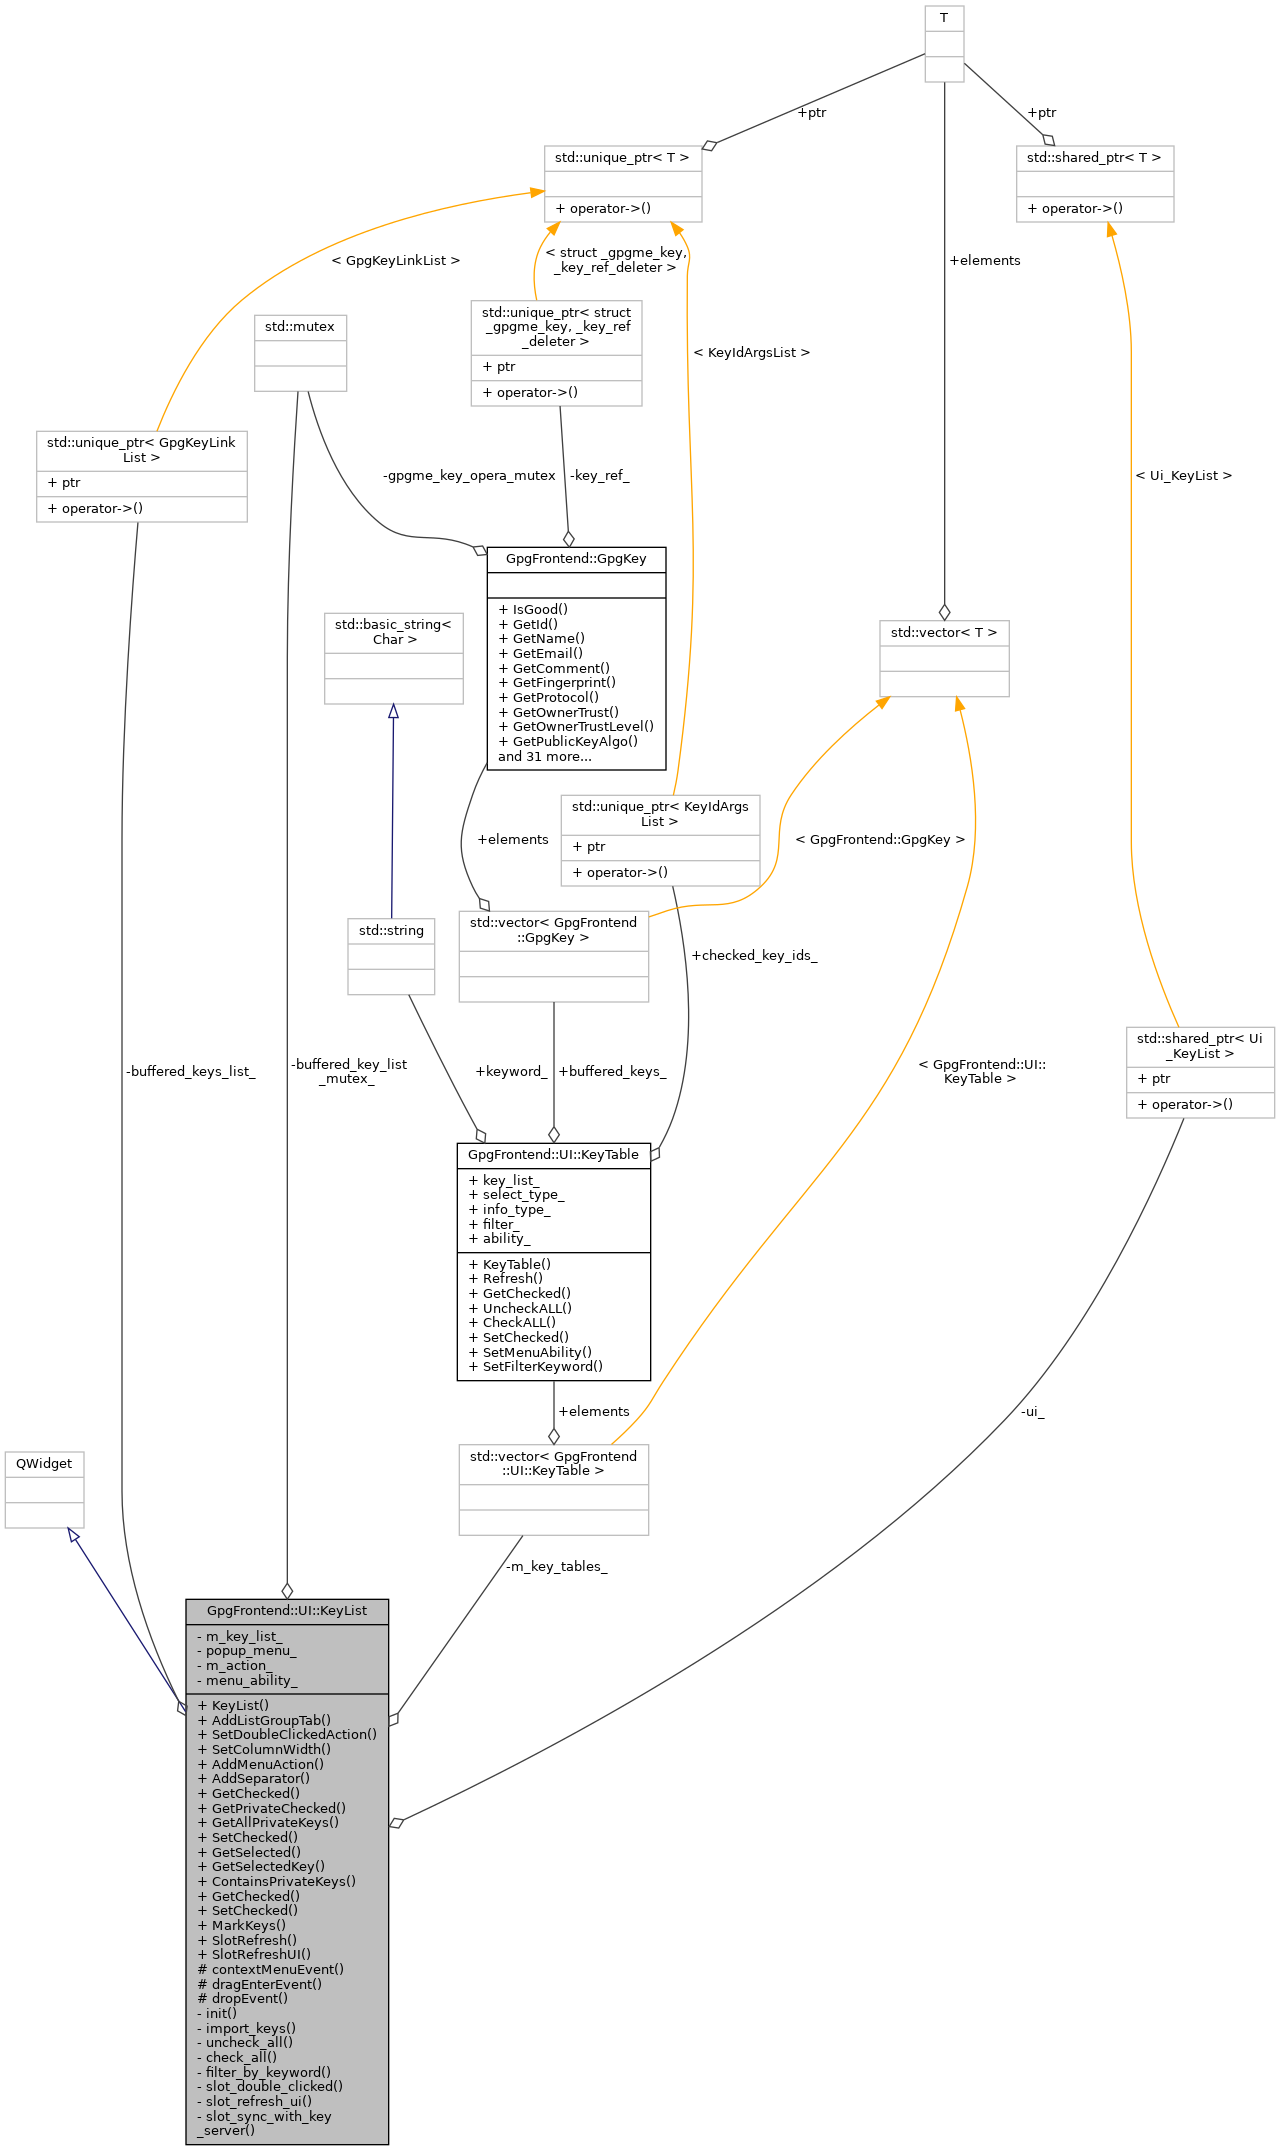 T
+ptr
+ptr
std::unique_ptr< T >
+ operator->()
std::shared_ptr< T >
+ operator->()
< GpgKeyLinkList >
< struct _gpgme_key,
_key_ref_deleter >
+elements
std::mutex
std::unique_ptr< struct
_gpgme_key, _key_ref
_deleter >
+ ptr
+ operator->()
< KeyIdArgsList >
std::unique_ptr< GpgKeyLink
List >
+ ptr
+ operator->()
-gpgme_key_opera_mutex
-key_ref_
< Ui_KeyList >
GpgFrontend::GpgKey
+ IsGood()
+ GetId()
+ GetName()
+ GetEmail()
+ GetComment()
+ GetFingerprint()
+ GetProtocol()
+ GetOwnerTrust()
+ GetOwnerTrustLevel()
+ GetPublicKeyAlgo()
and 31 more...
std::basic_string<
Char >
std::vector< T >
std::unique_ptr< KeyIdArgs
List >
+ ptr
+ operator->()
+elements
< GpgFrontend::GpgKey >
std::string
std::vector< GpgFrontend
::GpgKey >
+checked_key_ids_
std::shared_ptr< Ui
_KeyList >
+ ptr
+ operator->()
-buffered_keys_list_
-buffered_key_list
_mutex_
+keyword_
+buffered_keys_
< GpgFrontend::UI::
KeyTable >
GpgFrontend::UI::KeyTable
+ key_list_
+ select_type_
+ info_type_
+ filter_
+ ability_
+ KeyTable()
+ Refresh()
+ GetChecked()
+ UncheckALL()
+ CheckALL()
+ SetChecked()
+ SetMenuAbility()
+ SetFilterKeyword()
+elements
-ui_
QWidget
std::vector< GpgFrontend
::UI::KeyTable >
-m_key_tables_
GpgFrontend::UI::KeyList
- m_key_list_
- popup_menu_
- m_action_
- menu_ability_
+ KeyList()
+ AddListGroupTab()
+ SetDoubleClickedAction()
+ SetColumnWidth()
+ AddMenuAction()
+ AddSeparator()
+ GetChecked()
+ GetPrivateChecked()
+ GetAllPrivateKeys()
+ SetChecked()
+ GetSelected()
+ GetSelectedKey()
+ ContainsPrivateKeys()
+ GetChecked()
+ SetChecked()
+ MarkKeys()
+ SlotRefresh()
+ SlotRefreshUI()
# contextMenuEvent()
# dragEnterEvent()
# dropEvent()
- init()
- import_keys()
- uncheck_all()
- check_all()
- filter_by_keyword()
- slot_double_clicked()
- slot_refresh_ui()
- slot_sync_with_key
_server()